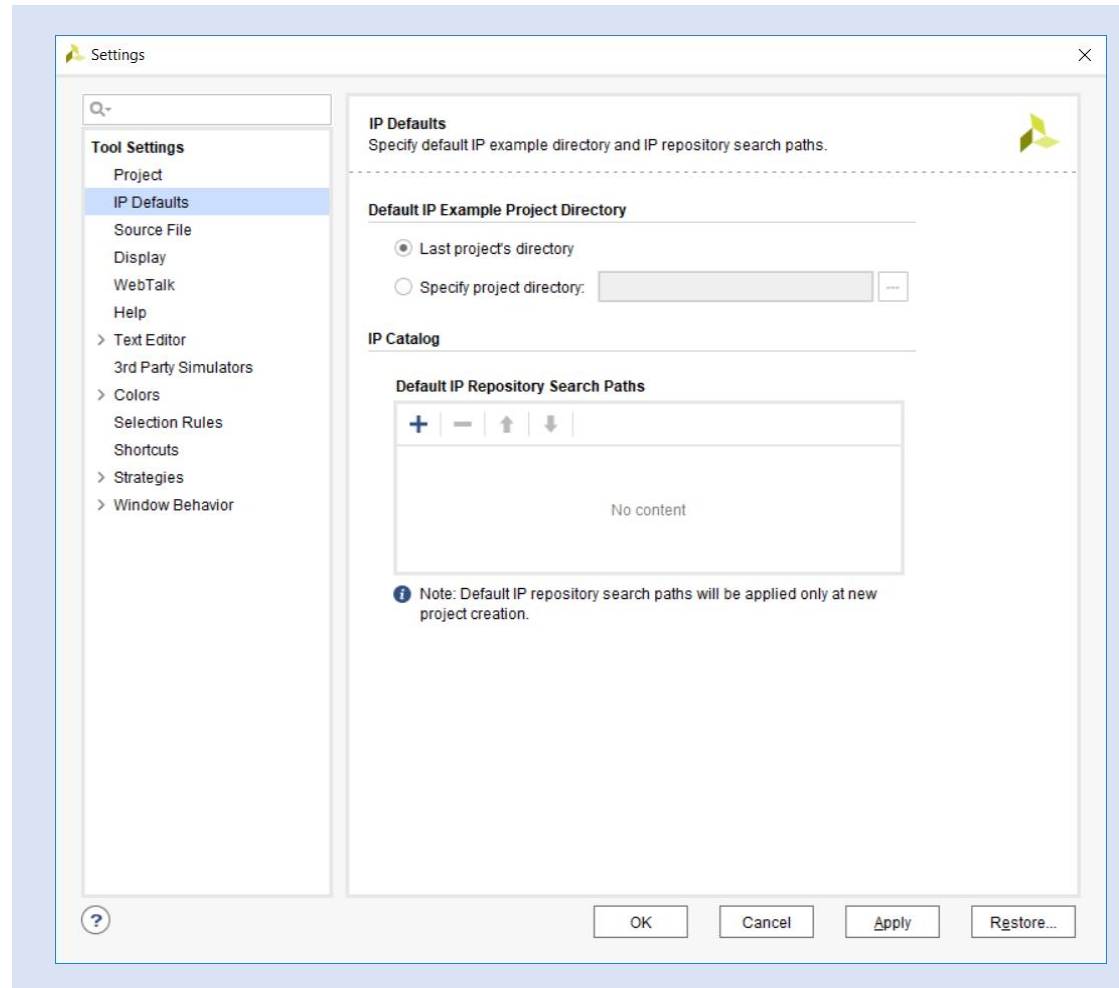 Settings
Tool Settings
Project
IP Defaults
Source File
Display
WebTalk
Help
Text Editor
3rd Party Simulators
Colors
Selection Rules
Shortcuts
Strategies
Window Behavior
IP Defaults
Specify default IP example directory and IP repository search paths.
Default IP Example Project Directory
Last project's directory
Specify project directory:
IP Catalog
Default IP Repository Search Paths
No content
Note: Default IP repository search paths will be applied only at new
project creation.
OK
Cancel
Apply
Restore...